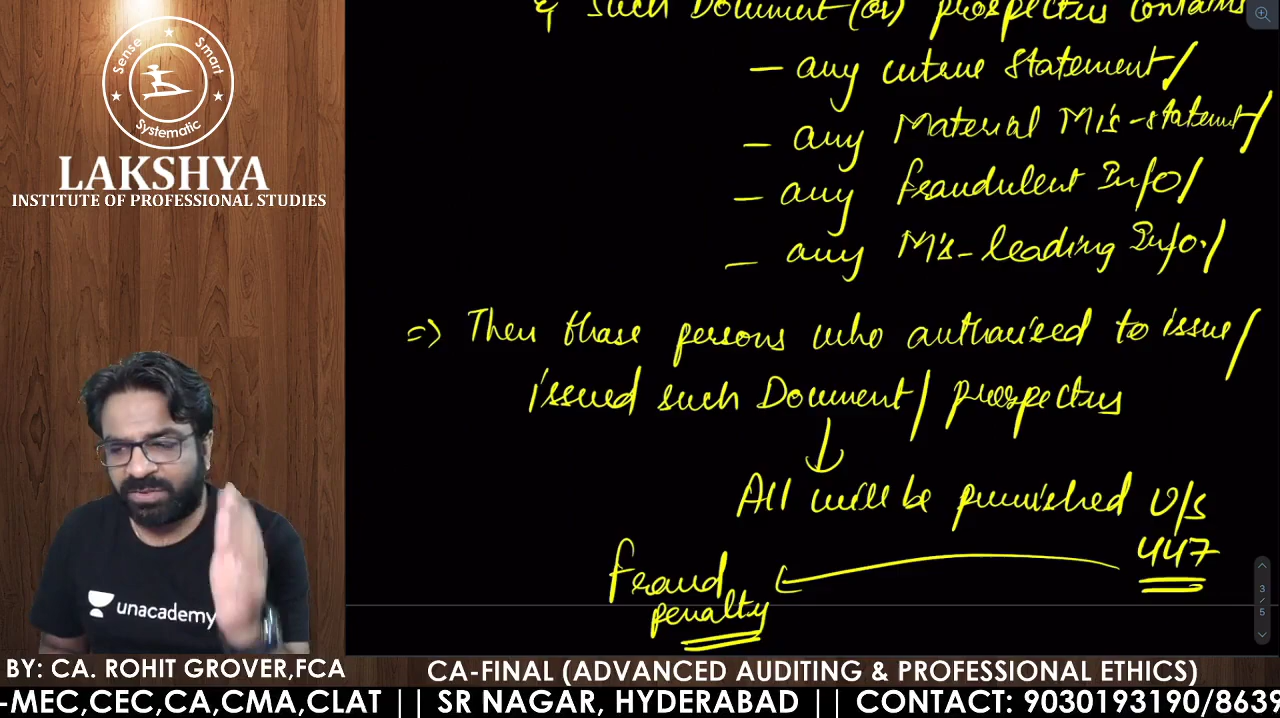 & such Document (or) prospectus contains
Sense
Smart
Systematic
LAKSHYA
INSTITUTE OF PROFESSIONAL STUDIES
– any untrue statement/
– any Material Mis-statement/
– any fraudulent Info/
– any Mis-leading Info./
=> Then those persons who authorised to issue/
issued such Document/ prospectus
All will be punished U/s
447
fraud
penalty
unacademy
3
/
5
BY: CA. ROHIT GROVER,FCA
CA-FINAL (ADVANCED AUDITING & PROFESSIONAL ETHICS)
-MEC,CEC,CA,CMA,CLAT || SR NAGAR, HYDERABAD || CONTACT: 9030193190/8639